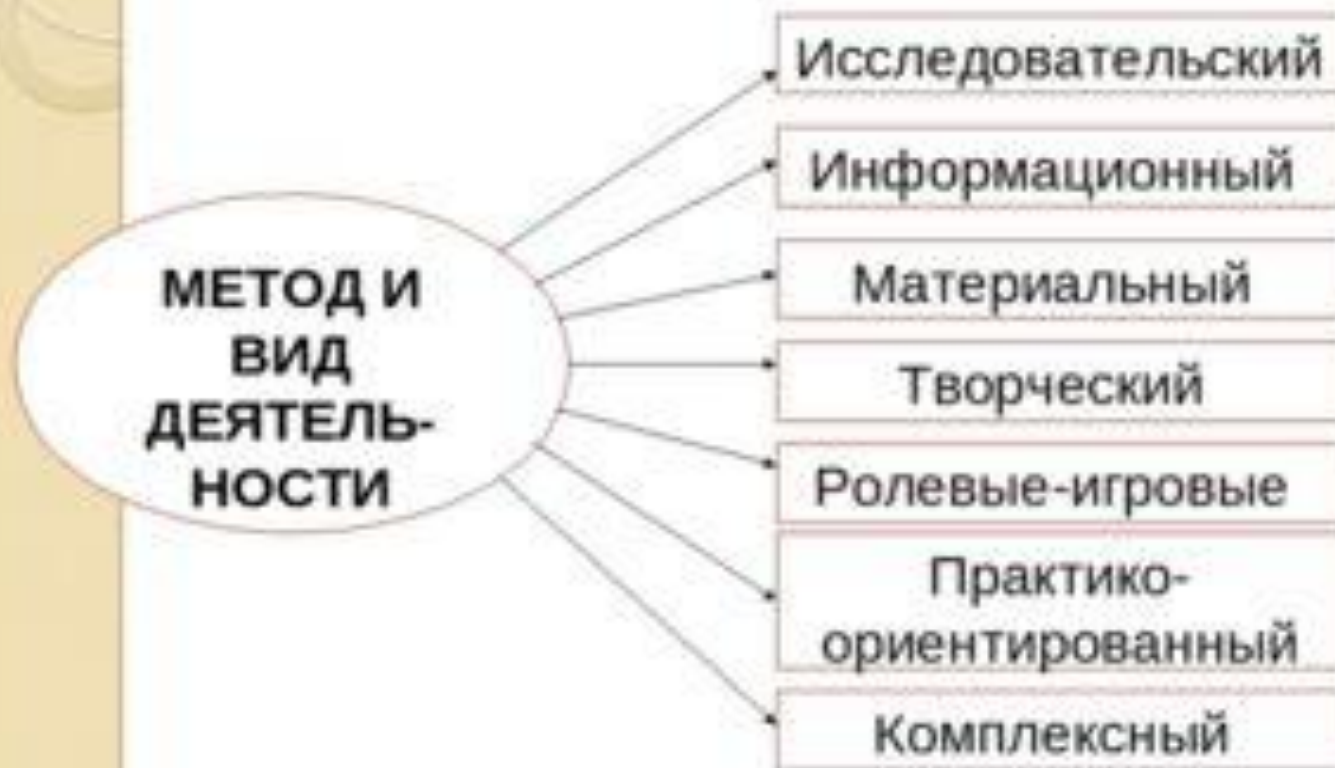 МЕТОД И
ВИД
ДЕЯТЕЛЬ-
НОСТИ
Исследовательский
Информационный
Материальный
Творческий
Ролевые-игровые
Практико-
ориентированный
Комплексный